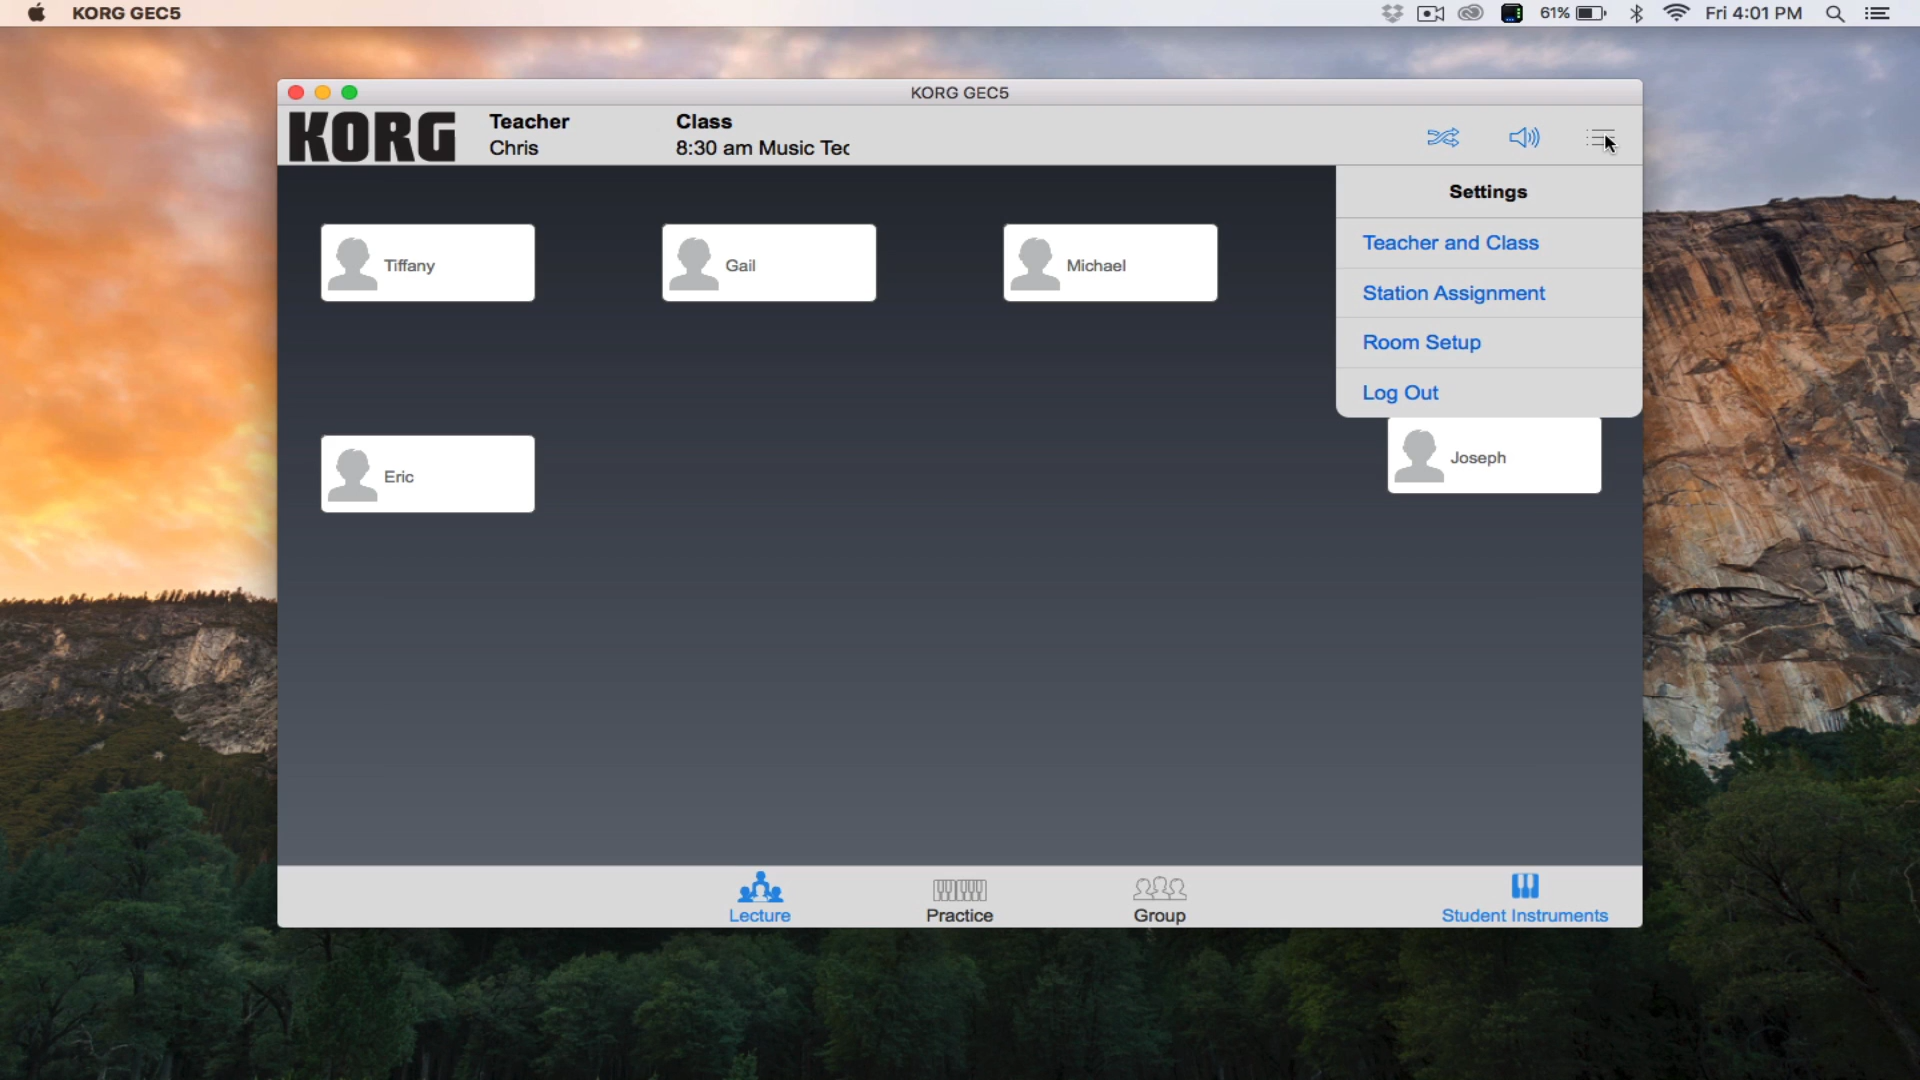 KORG GEC5
61%
Fri 4:01 PM
KORG GEC5
KORG
Teacher
Chris
Class
8:30 am Music Tec
Settings
Teacher and Class
Station Assignment
Room Setup
Log Out
Tiffany
Gail
Michael
Eric
Joseph
Lecture
Practice
Group
Student Instruments